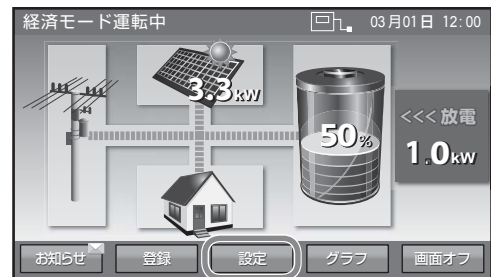 経済モード運転中 03月01日 12:00
3.3kW
50%
<<< 放電
1.0kW
お知らせ 登録 設定 グラフ 画面オフ